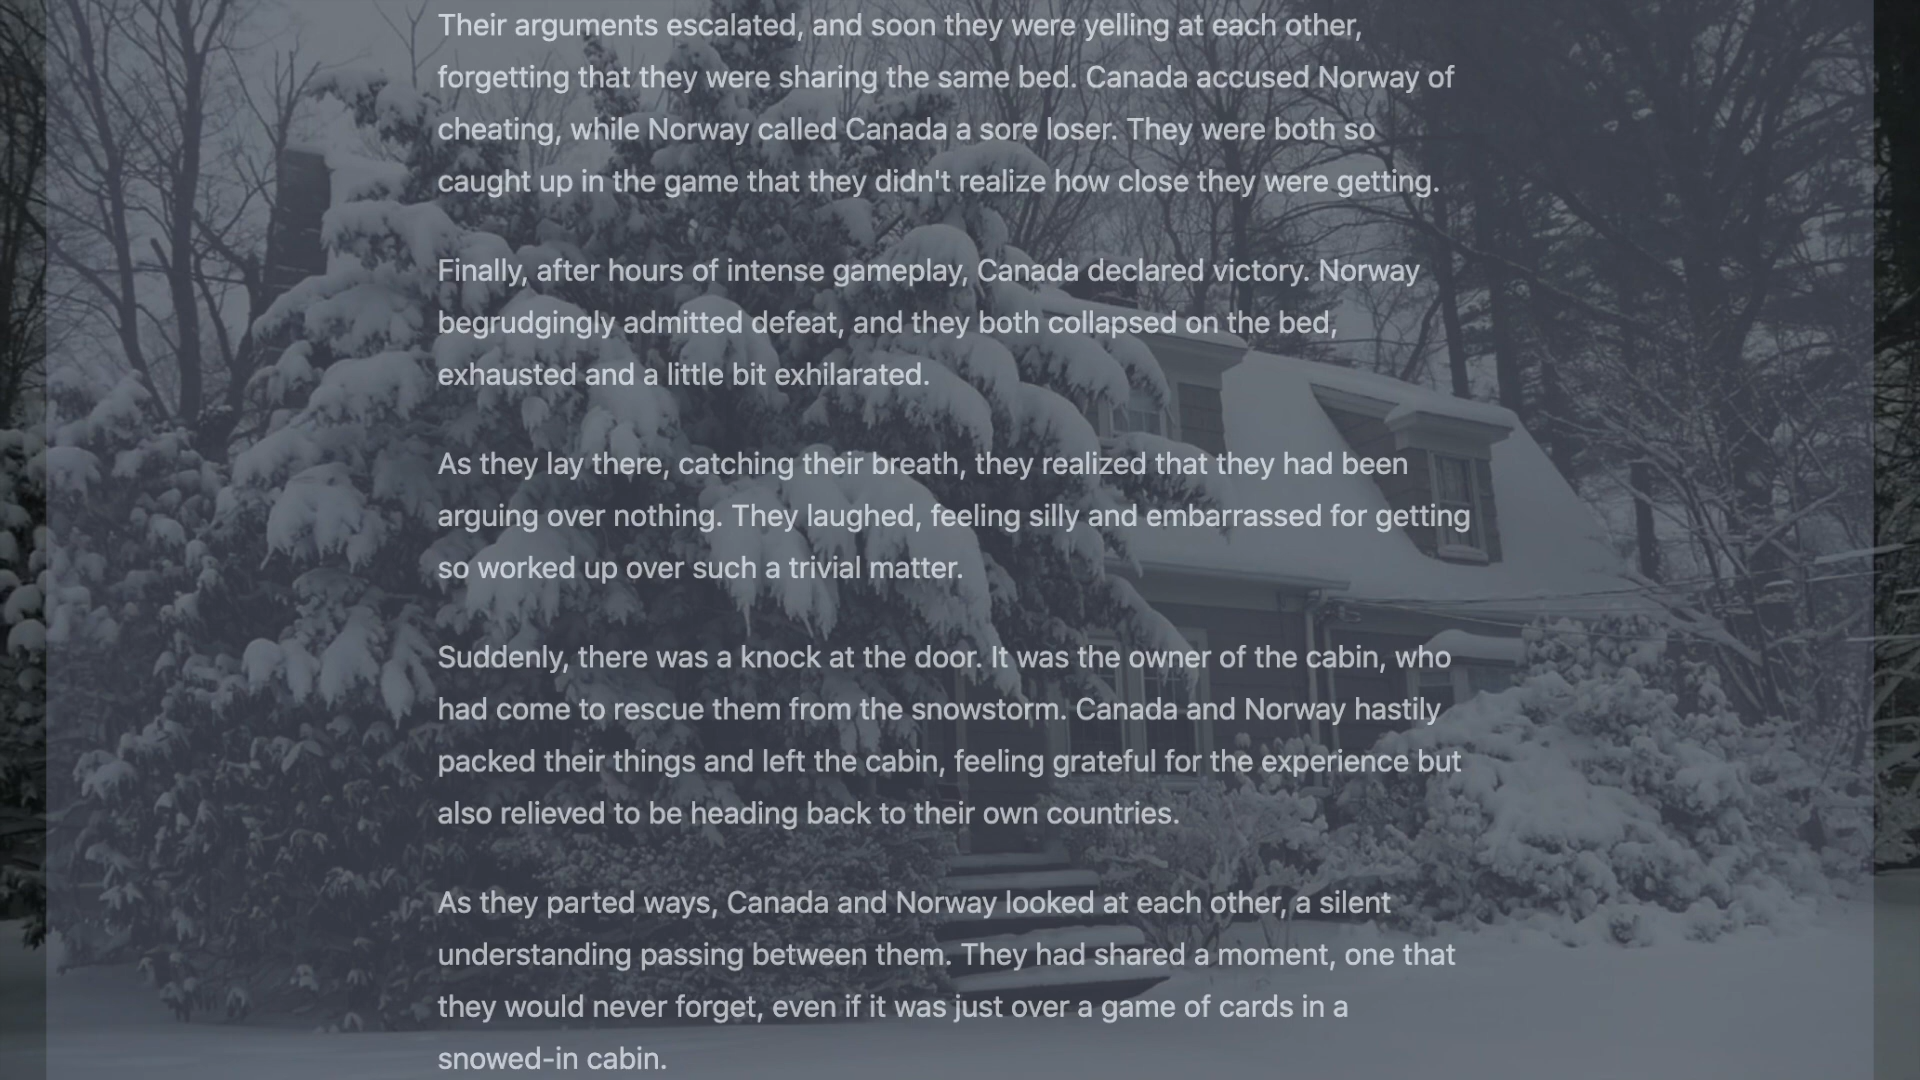 Their arguments escalated, and soon they were yelling at each other,
forgetting that they were sharing the same bed. Canada accused Norway of
cheating, while Norway called Canada a sore loser. They were both so
caught up in the game that they didn't realize how close they were getting.
Finally, after hours of intense gameplay, Canada declared victory. Norway
begrudgingly admitted defeat, and they both collapsed on the bed,
exhausted and a little bit exhilarated.
As they lay there, catching their breath, they realized that they had been
arguing over nothing. They laughed, feeling silly and embarrassed for getting
so worked up over such a trivial matter.
Suddenly, there was a knock at the door. It was the owner of the cabin, who
had come to rescue them from the snowstorm. Canada and Norway hastily
packed their things and left the cabin, feeling grateful for the experience but
also relieved to be heading back to their own countries.
As they parted ways, Canada and Norway looked at each other, a silent
understanding passing between them. They had shared a moment, one that
they would never forget, even if it was just over a game of cards in a
snowed-in cabin.